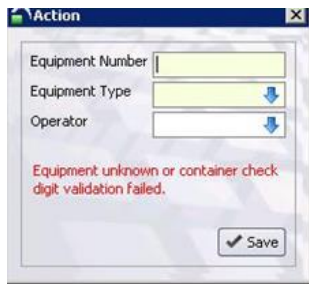 Action
Equipment Number
Equipment Type
Operator
Equipment unknown or container check
digit validation failed.
Save